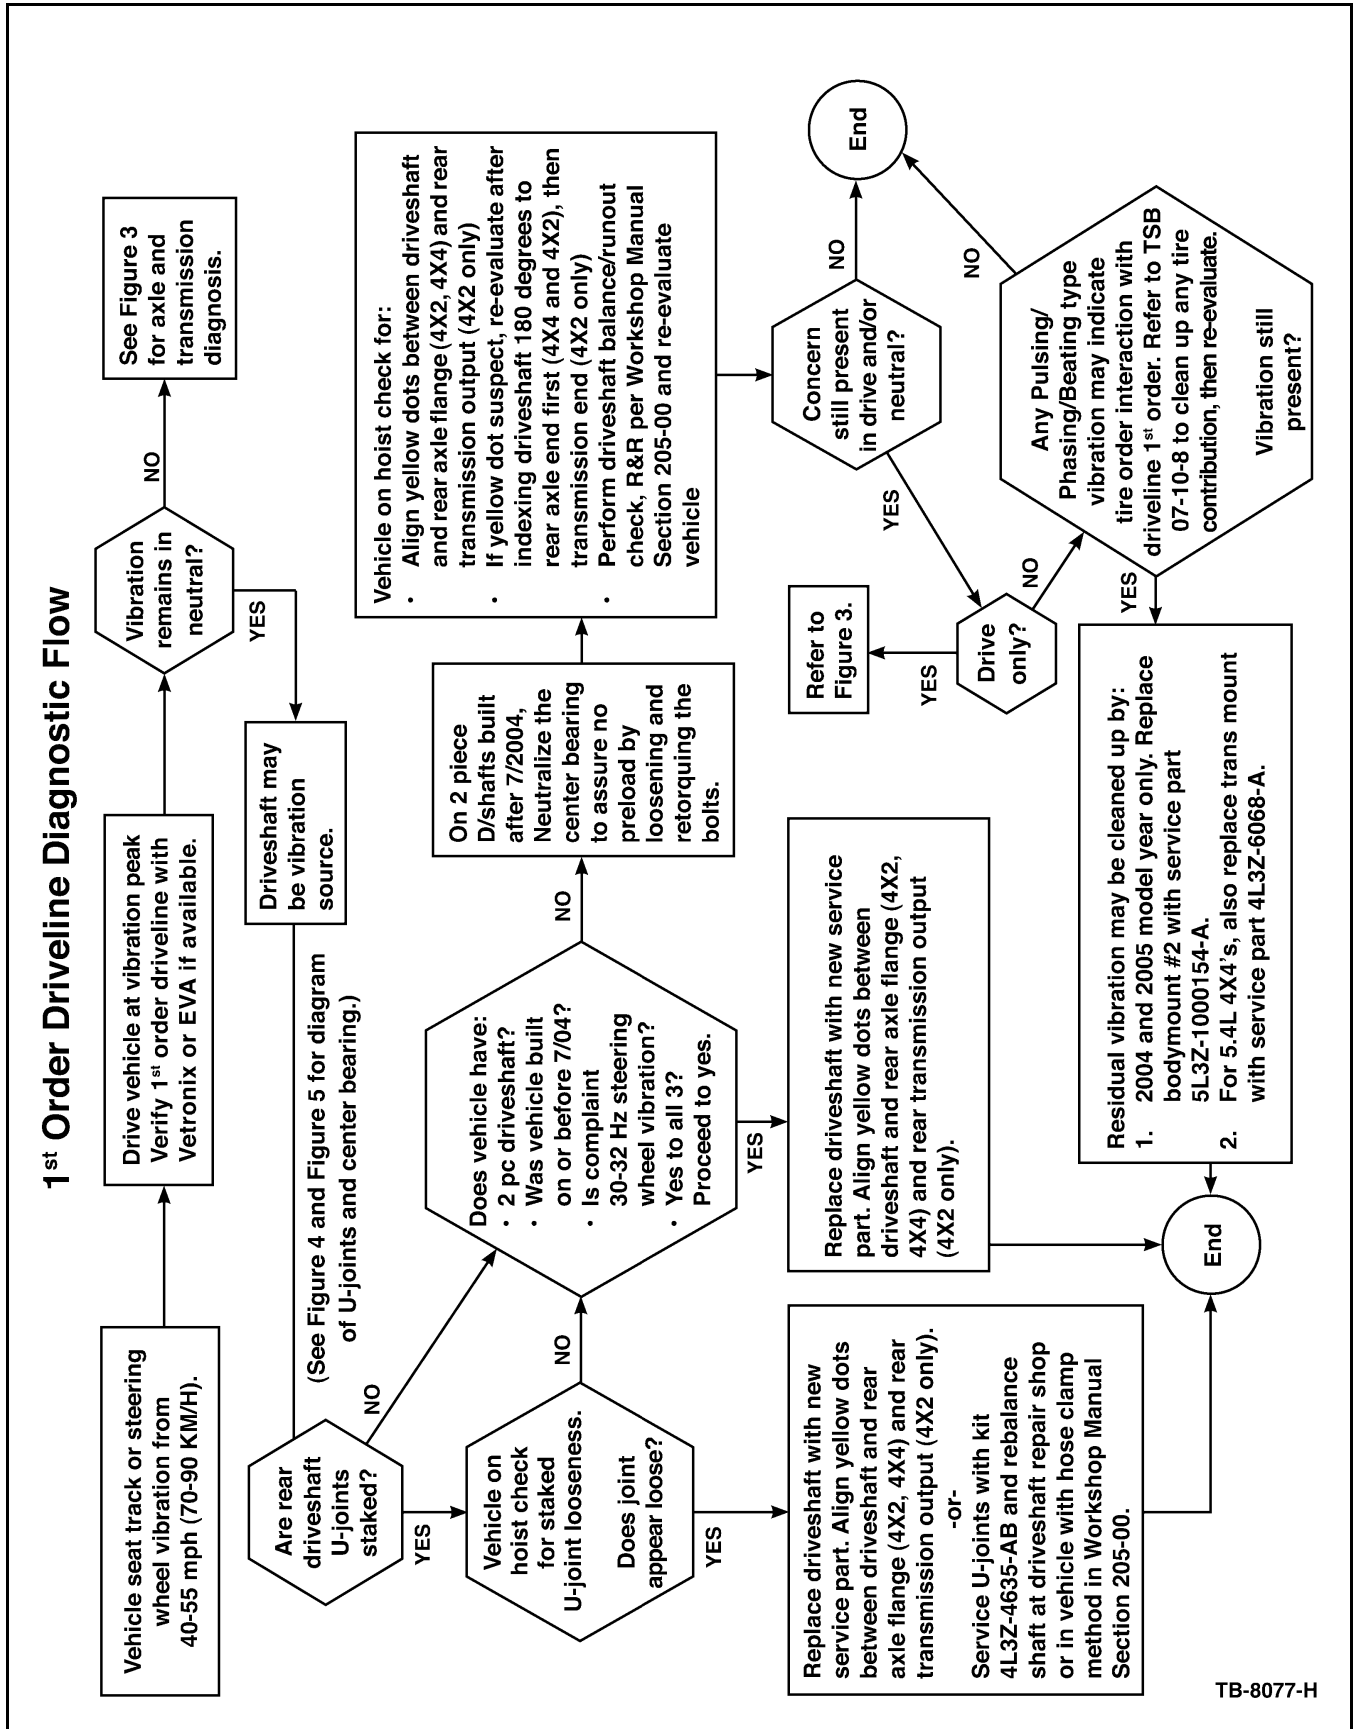 1st Order Driveline Diagnostic Flow
Vehicle seat track or steering
wheel vibration from
40-55 mph (70-90 KM/H).
Drive vehicle at vibration peak
Verify 1st order driveline with
Vetronix or EVA if available.
Vibration
remains in
neutral?
NO
See Figure 3
for axle and
transmission
diagnosis.
YES
Driveshaft may
be vibration
source.
(See Figure 4 and Figure 5 for diagram
of U-joints and center bearing.)
Are rear
driveshaft
U-joints
staked?
NO
YES
Vehicle on
hoist check
for staked
U-joint looseness.
Does joint
appear loose?
NO
YES
Does vehicle have:
• 2 pc driveshaft?
• Was vehicle built
on or before 7/04?
• Is complaint
30-32 Hz steering
wheel vibration?
• Yes to all 3?
Proceed to yes.
NO
YES
On 2 piece
D/shafts built
after 7/2004,
Neutralize the
center bearing
to assure no
preload by
loosening and
retorquing the
bolts.
Vehicle on hoist check for:
• Align yellow dots between driveshaft
and rear axle flange (4X2, 4X4) and rear
transmission output (4X2 only)
• If yellow dot suspect, re-evaluate after
indexing driveshaft 180 degrees to
rear axle end first (4X4 and 4X2), then
transmission end (4X2 only)
• Perform driveshaft balance/runout
check, R&R per Workshop Manual
Section 205-00 and re-evaluate
vehicle
Replace driveshaft with new
service part. Align yellow dots
between driveshaft and rear
axle flange (4X2, 4X4) and rear
transmission output (4X2 only).
-or-
Service U-joints with kit
4L3Z-4635-AB and rebalance
shaft at driveshaft repair shop
or in vehicle with hose clamp
method in Workshop Manual
Section 205-00.
Replace driveshaft with new service
part. Align yellow dots between
driveshaft and rear axle flange (4X2,
4X4) and rear transmission output
(4X2 only).
Refer to
Figure 3.
YES
Drive
only?
NO
YES
Concern
still present
in drive and/or
neutral?
NO
End
Any Pulsing/
Phasing/Beating type
vibration may indicate
tire order interaction with
driveline 1st order. Refer to TSB
07-10-8 to clean up any tire
contribution, then re-evaluate.
Vibration still
present?
NO
YES
Residual vibration may be cleaned up by:
1. 2004 and 2005 model year only. Replace
bodymount #2 with service part
5L3Z-1000154-A.
2. For 5.4L 4X4's, also replace trans mount
with service part 4L3Z-6068-A.
End
TB-8077-H